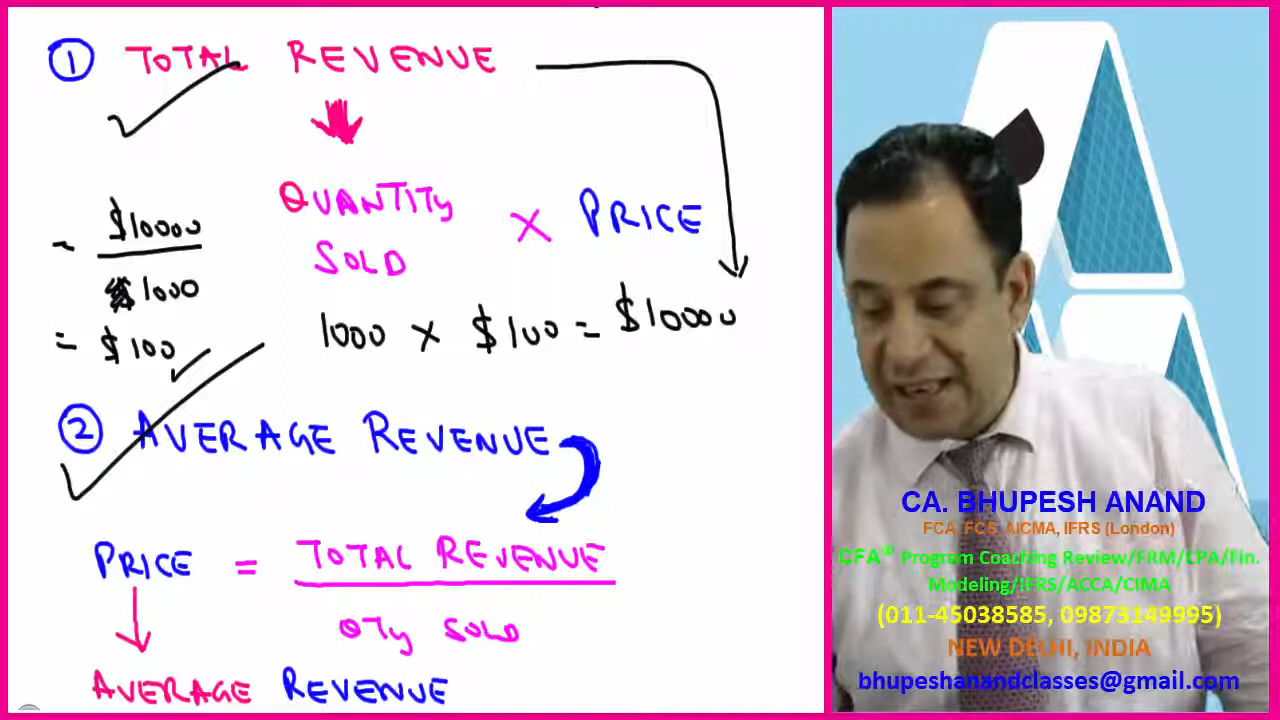 1 TOTAL REVENUE
QUANTITY SOLD × PRICE
= $10000
1000
= $100
1000 × $100 = $10000
2 AVERAGE REVENUE
PRICE = TOTAL REVENUE
QTY SOLD
AVERAGE REVENUE
CA. BHUPESH ANAND
FCA, FCS, AICMA, IFRS (London)
CFA® Program Coaching Review/FRM/CPA/Fin.
Modeling/IFRS/ACCA/CIMA
(011-45038585, 09873149995)
NEW DELHI, INDIA
bhupeshanandclasses@gmail.com